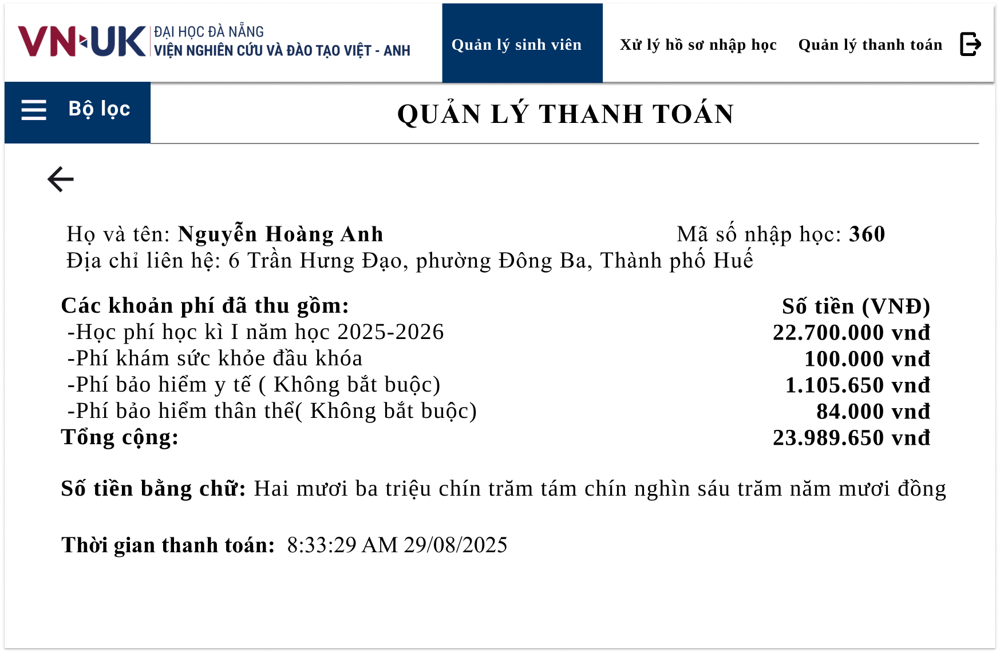 VN-UK
ĐẠI HỌC ĐÀ NẴNG
VIỆN NGHIÊN CỨU VÀ ĐÀO TẠO VIỆT - ANH
Quản lý sinh viên
Xử lý hồ sơ nhập học
Quản lý thanh toán
Bộ lọc
QUẢN LÝ THANH TOÁN
Họ và tên: Nguyễn Hoàng Anh
Mã số nhập học: 360
Địa chỉ liên hệ: 6 Trần Hưng Đạo, phường Đông Ba, Thành phố Huế
Các khoản phí đã thu gồm: Số tiền (VNĐ)
-Học phí học kì I năm học 2025-2026 22.700.000 vnđ
-Phí khám sức khỏe đầu khóa 100.000 vnđ
-Phí bảo hiểm y tế ( Không bắt buộc) 1.105.650 vnđ
-Phí bảo hiểm thân thể( Không bắt buộc) 84.000 vnđ
Tổng cộng: 23.989.650 vnđ
Số tiền bằng chữ: Hai mươi ba triệu chín trăm tám chín nghìn sáu trăm năm mươi đồng
Thời gian thanh toán: 8:33:29 AM 29/08/2025